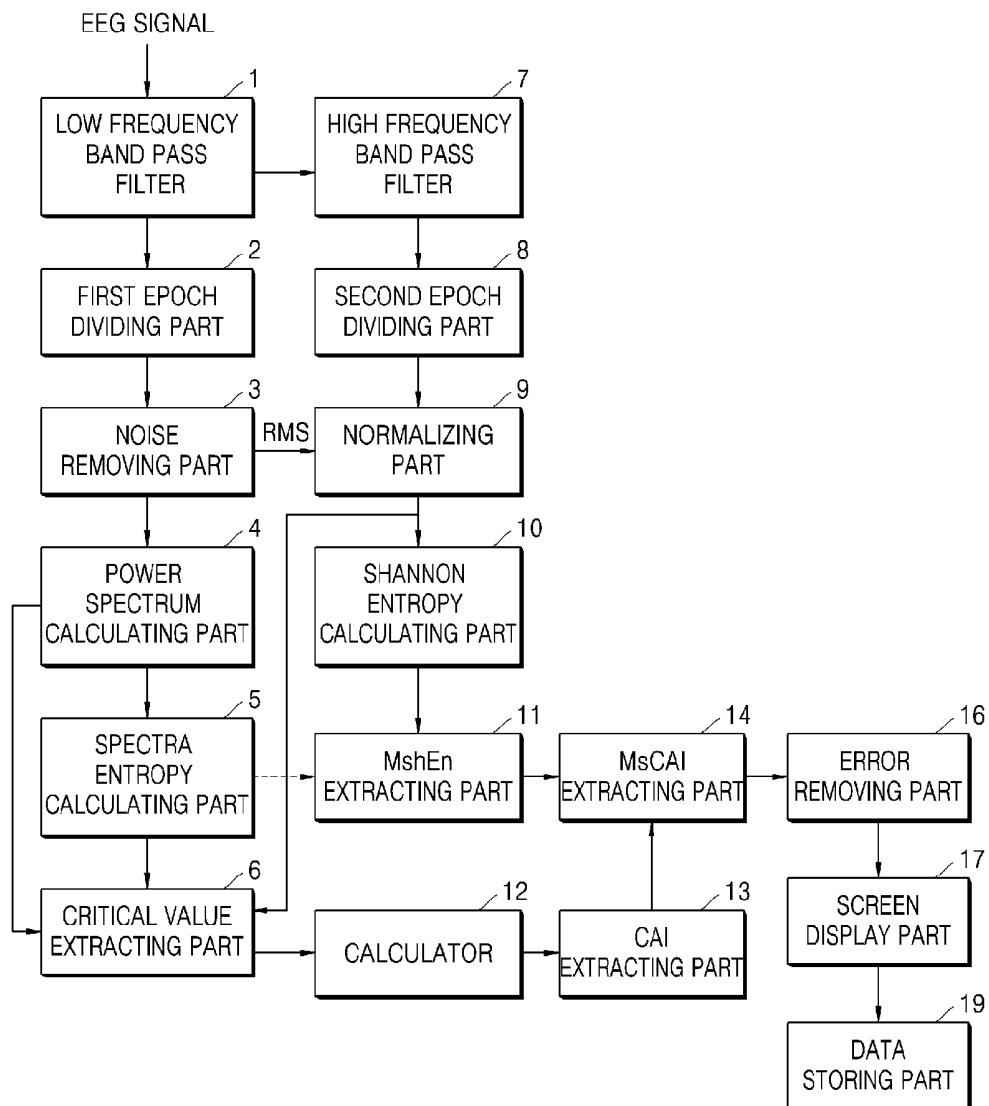 EEG SIGNAL
1
LOW FREQUENCY
BAND PASS
FILTER
7
HIGH FREQUENCY
BAND PASS
FILTER
2
FIRST EPOCH
DIVIDING PART
8
SECOND EPOCH
DIVIDING PART
3
NOISE
REMOVING PART
RMS
9
NORMALIZING
PART
4
POWER
SPECTRUM
CALCULATING PART
10
SHANNON
ENTROPY
CALCULATING PART
5
SPECTRA
ENTROPY
CALCULATING PART
11
MshEn
EXTRACTING PART
14
MsCAI
EXTRACTING PART
16
ERROR
REMOVING PART
6
CRITICAL VALUE
EXTRACTING PART
12
CALCULATOR
13
CAI
EXTRACTING PART
17
SCREEN
DISPLAY PART
19
DATA
STORING PART